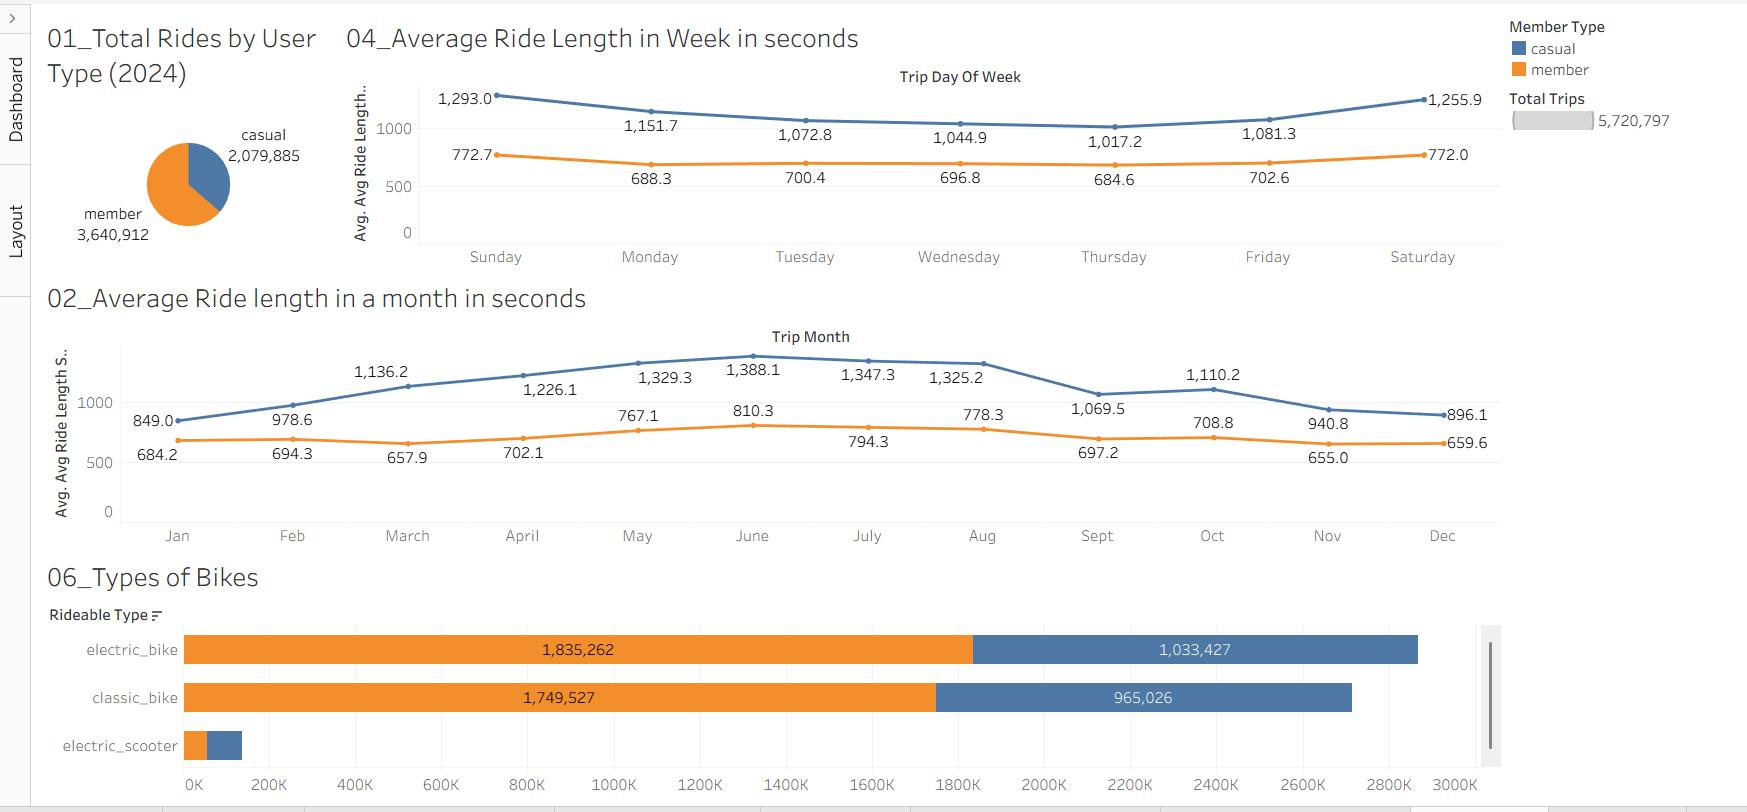 >
Dashboard
Layout
01_Total Rides by User
Type (2024)
casual
2,079,885
member
3,640,912
04_Average Ride Length in Week in seconds
Trip Day Of Week
Avg. Avg Ride Length..
1000
500
0
1,293.0
1,151.7
1,072.8
1,044.9
1,017.2
1,081.3
1,255.9
772.7
688.3
700.4
696.8
684.6
702.6
772.0
Sunday
Monday
Tuesday
Wednesday
Thursday
Friday
Saturday
Member Type
casual
member
Total Trips
5,720,797
02_Average Ride length in a month in seconds
Trip Month
Avg. Avg Ride Length S..
1000
500
0
849.0
978.6
1,136.2
1,226.1
1,329.3
1,388.1
1,347.3
1,325.2
1,069.5
1,110.2
940.8
896.1
684.2
694.3
657.9
702.1
767.1
810.3
794.3
778.3
697.2
708.8
655.0
659.6
Jan
Feb
March
April
May
June
July
Aug
Sept
Oct
Nov
Dec
06_Types of Bikes
Rideable Type
electric_bike
1,835,262
1,033,427
classic_bike
1,749,527
965,026
electric_scooter
0K
200K
400K
600K
800K
1000K
1200K
1400K
1600K
1800K
2000K
2200K
2400K
2600K
2800K
3000K